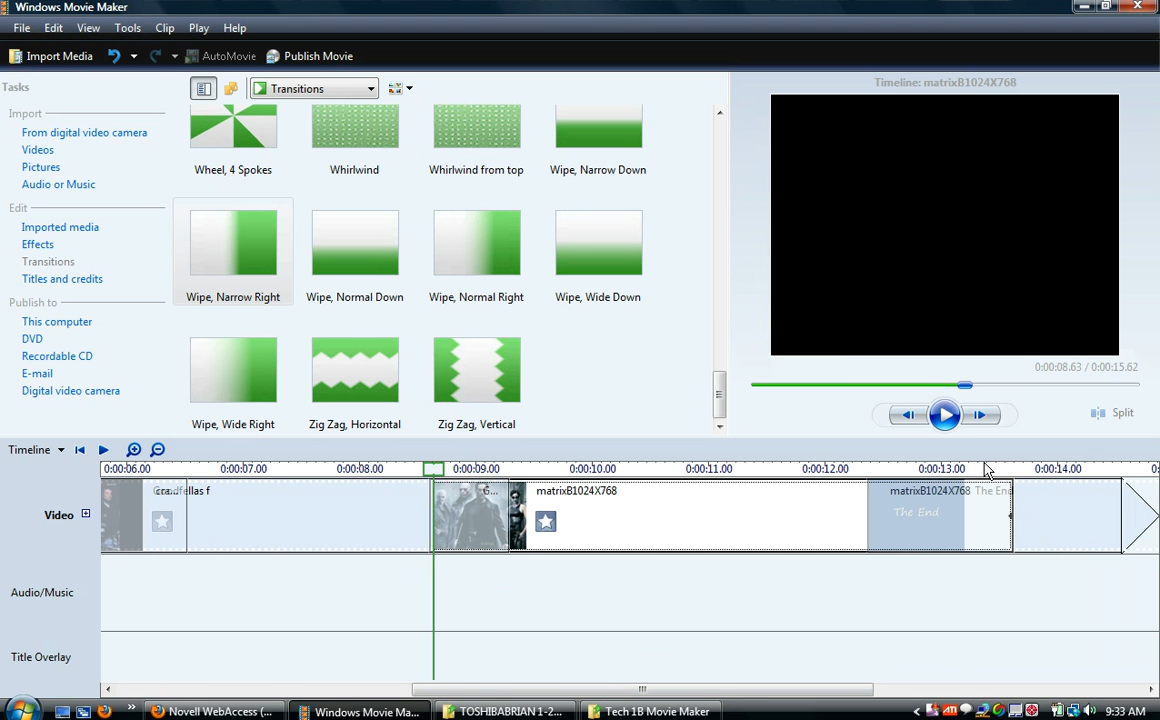 Windows Movie Maker
File Edit View Tools Clip Play Help
Import Media AutoMovie Publish Movie
Tasks
Import
From digital video camera
Videos
Pictures
Audio or Music
Edit
Imported media
Effects
Transitions
Titles and credits
Publish to
This computer
DVD
Recordable CD
E-mail
Digital video camera
Transitions
Wheel, 4 Spokes Whirlwind Whirlwind from top Wipe, Narrow Down
Wipe, Narrow Right Wipe, Normal Down Wipe, Normal Right Wipe, Wide Down
Wipe, Wide Right Zig Zag, Horizontal Zig Zag, Vertical
Timeline: matrixB1024X768
0:00:08.63 / 0:00:15.62
Split
Timeline
0:00:06.00 0:00:07.00 0:00:08.00 0:00:09.00 0:00:10.00 0:00:11.00 0:00:12.00 0:00:13.00 0:00:14.00
G... matrixB1024X768 matrixB1024X768 The End
The End
Video
Audio/Music
Title Overlay
Novell WebAccess (... Windows Movie Ma... TOSHIBABRIAN 1-2... Tech 1B Movie Maker 9:33 AM